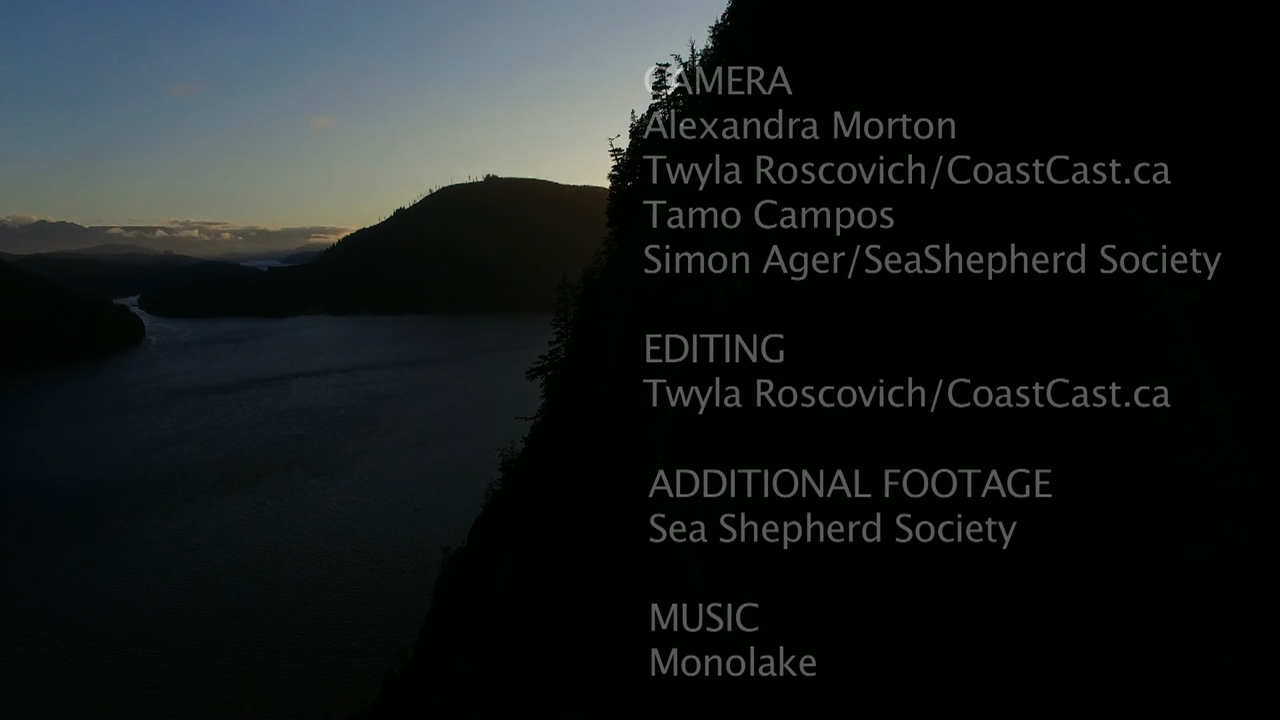 CAMERA
Alexandra Morton
Twyla Roscovich/CoastCast.ca
Tamo Campos
Simon Ager/SeaShepherd Society
EDITING
Twyla Roscovich/CoastCast.ca
ADDITIONAL FOOTAGE
Sea Shepherd Society
MUSIC
Monolake